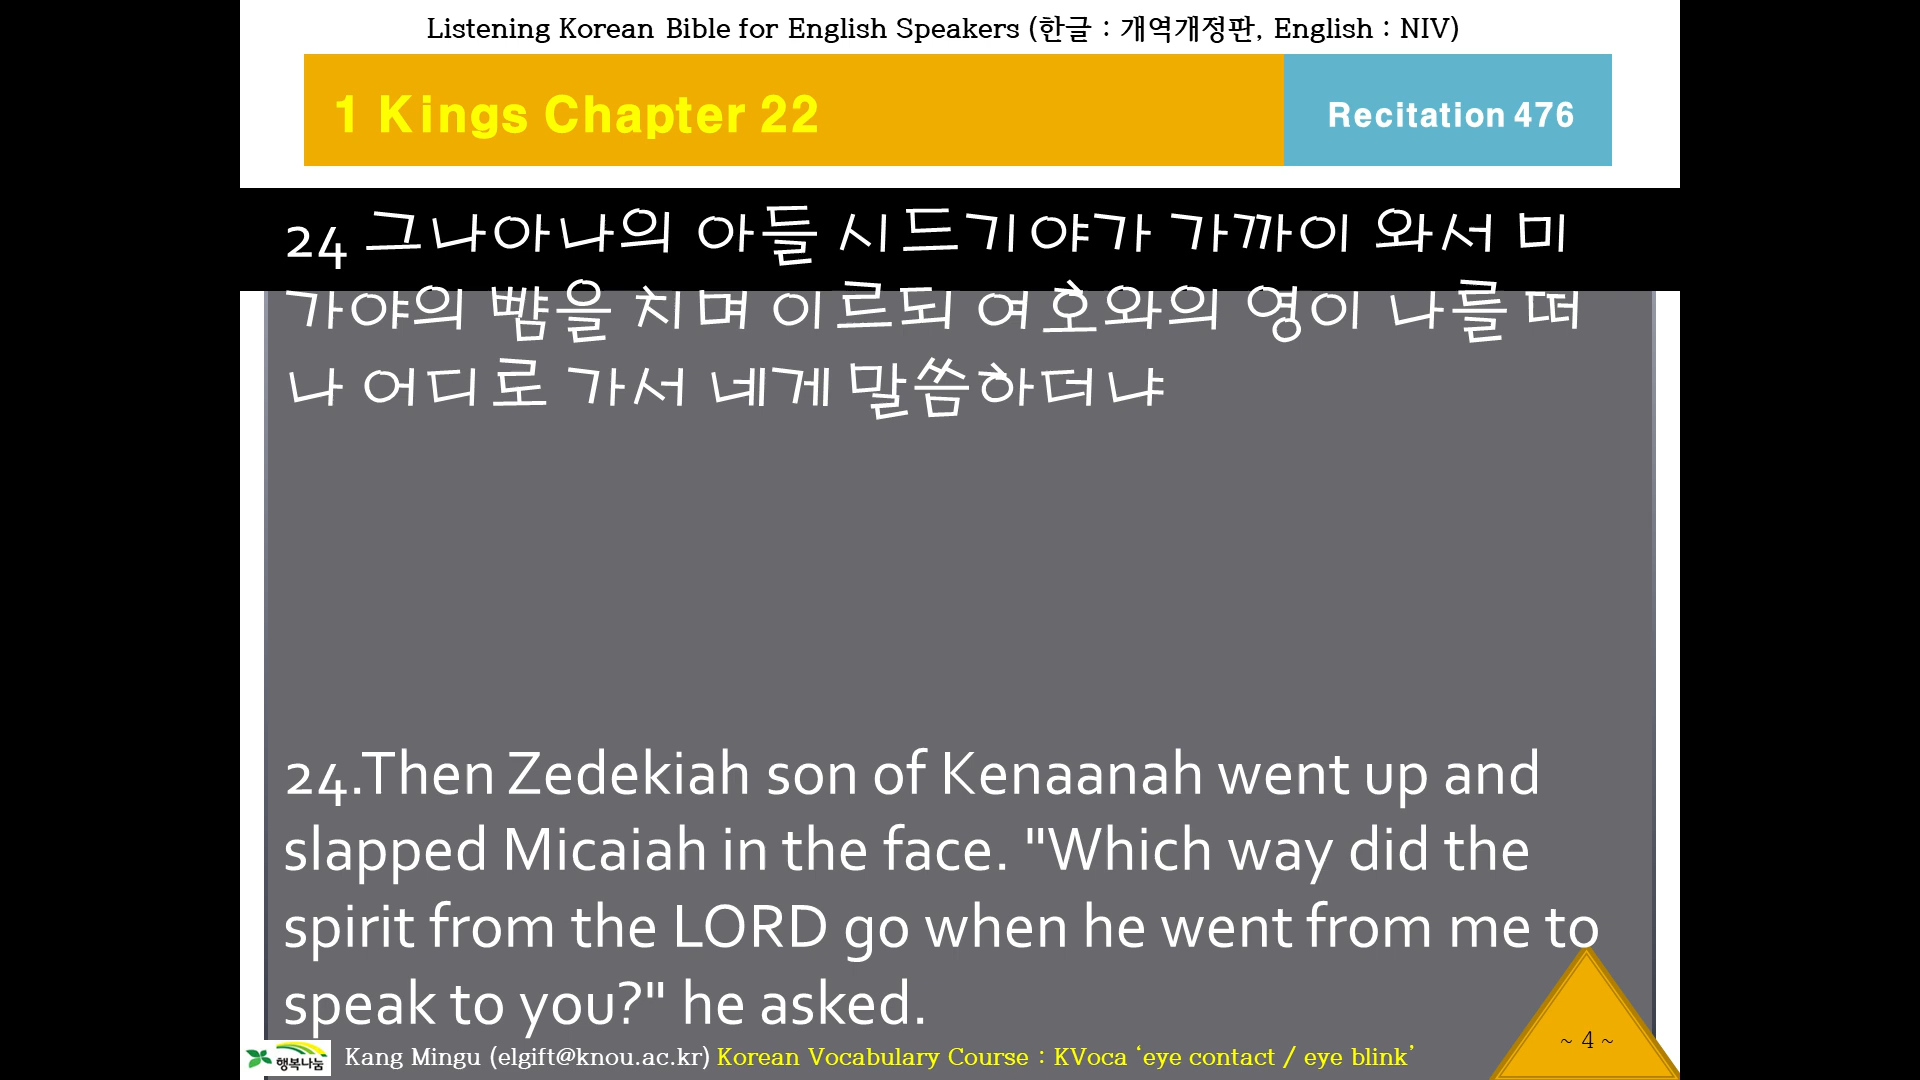 Listening Korean Bible for English Speakers (한글 : 개역개정판, English : NIV)
1 Kings Chapter 22
Recitation 476
24 그나아나의 아들 시드기야가 가까이 와서 미
가야의 뺨을 치며 이르되 여호와의 영이 나를 떠
나 어디로 가서 네게 말씀하더냐
24.Then Zedekiah son of Kenaanah went up and
slapped Micaiah in the face. "Which way did the
spirit from the LORD go when he went from me to
speak to you?" he asked.
행복나눔
Kang Mingu (elgift@knou.ac.kr) Korean Vocabulary Course : KVoca ‘eye contact / eye blink’
~ 4 ~